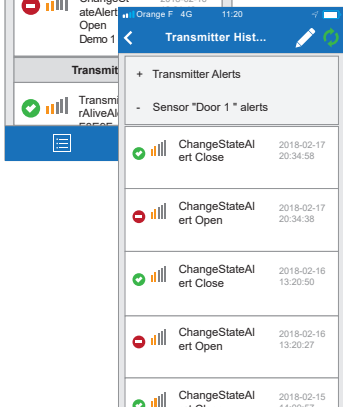 ateAlert
Open
Demo 1
Transmit
Transmi
rAliveAl
Orange F 4G 11:20
Transmitter Hist...
+ Transmitter Alerts
- Sensor "Door 1 " alerts
ChangeStateAl
ert Close
2018-02-17
20:34:58
ChangeStateAl
ert Open
2018-02-17
20:34:38
ChangeStateAl
ert Close
2018-02-16
13:20:50
ChangeStateAl
ert Open
2018-02-16
13:20:27
ChangeStateAl
2018-02-15